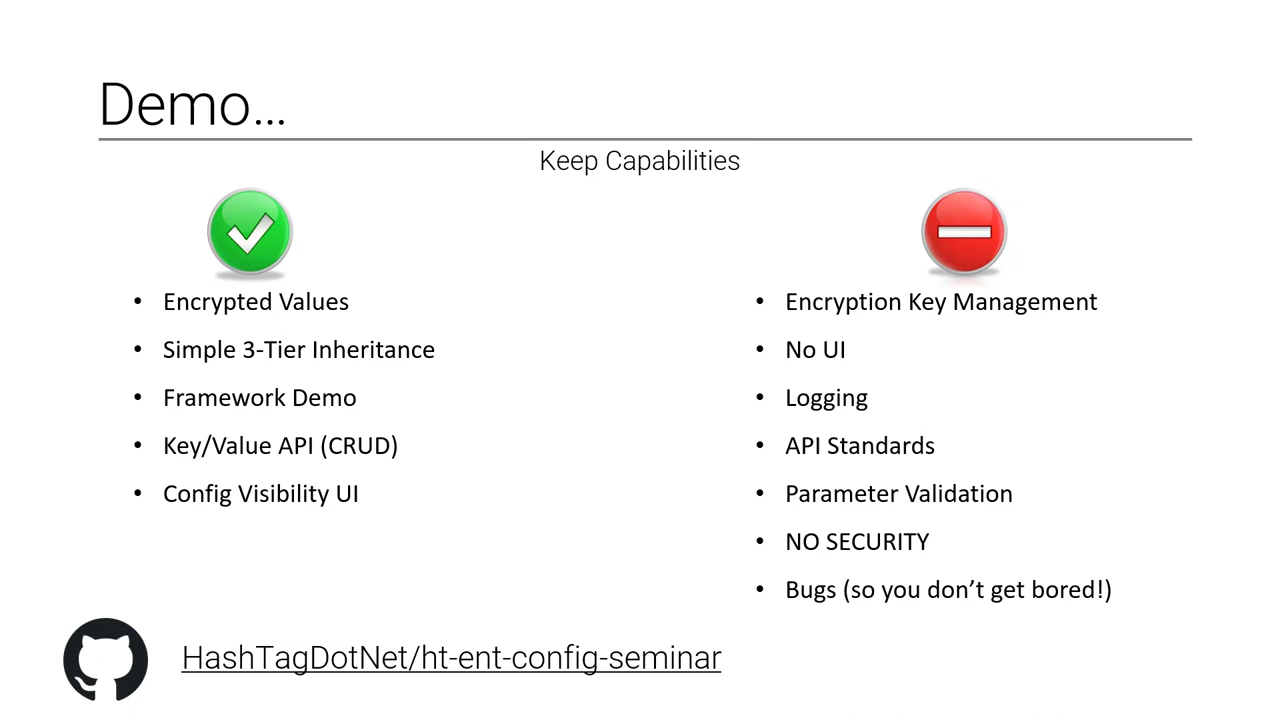 Demo...
Keep Capabilities
• Encrypted Values
• Simple 3-Tier Inheritance
• Framework Demo
• Key/Value API (CRUD)
• Config Visibility UI
• Encryption Key Management
• No UI
• Logging
• API Standards
• Parameter Validation
• NO SECURITY
• Bugs (so you don’t get bored!)
HashTagDotNet/ht-ent-config-seminar